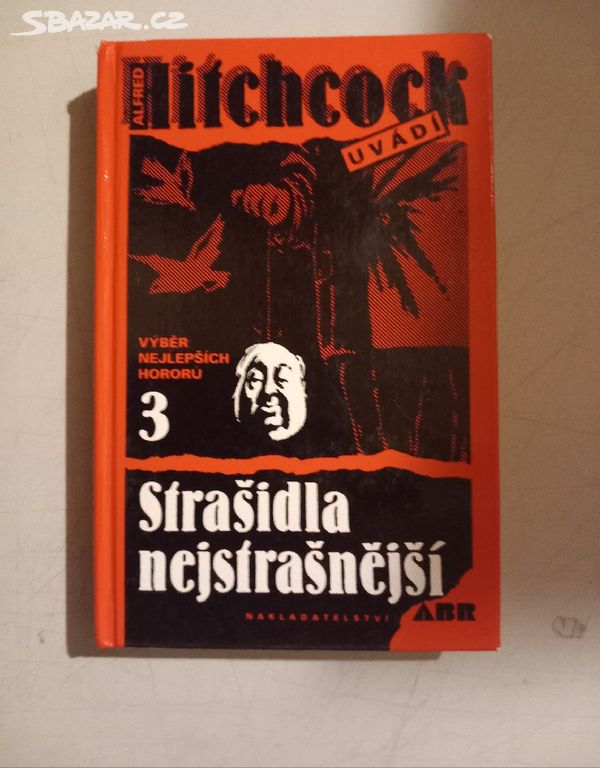 SBAZAR.CZ
ALFRED
Hitchcock
UVÁDÍ
VÝBĚR
NEJLEPŠÍCH
HORORŮ
3
Strašidla
nejstrašnější
NAKLADATELSTVÍ ABR